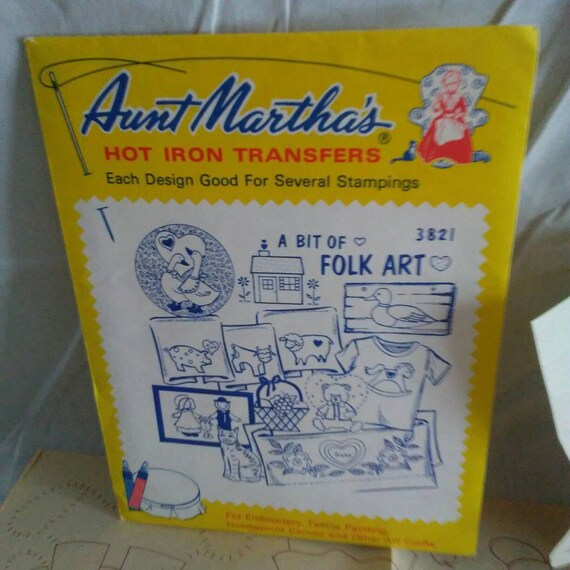 Aunt Martha's®
HOT IRON TRANSFERS
Each Design Good For Several Stampings
A BIT OF
3821
FOLK ART
For Embroidery, Textile Painting,
Needlepoint Canvas and Other Art Crafts